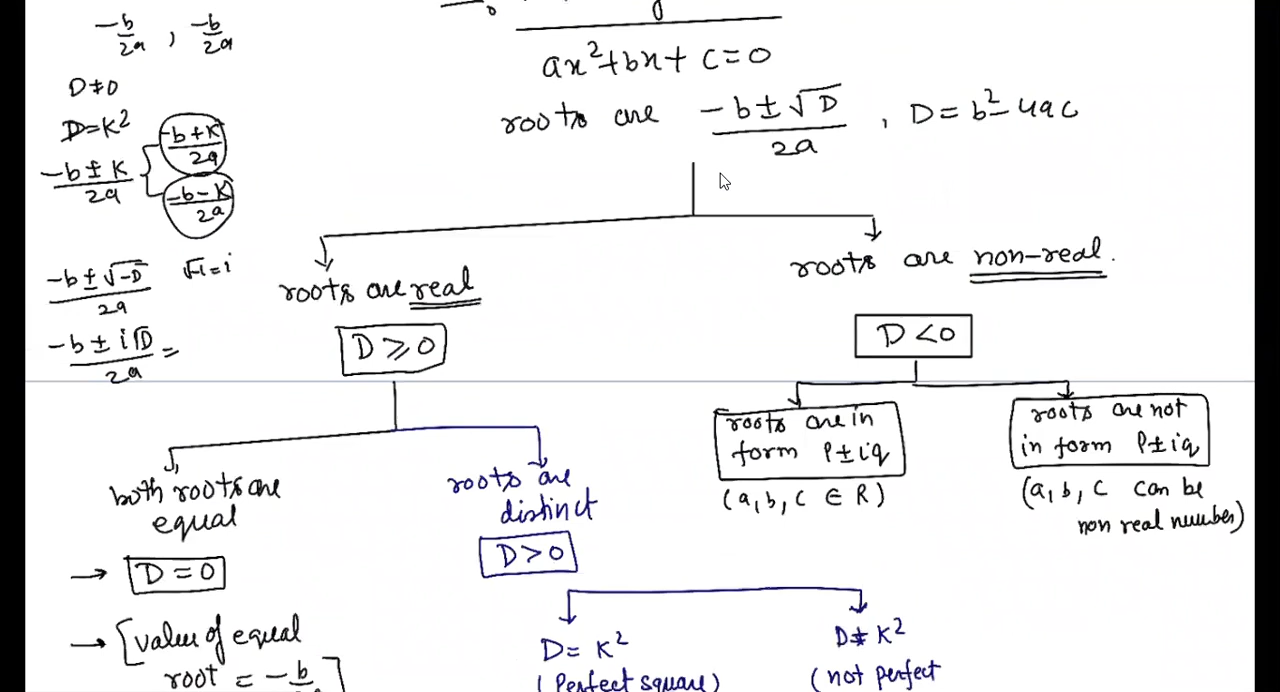 -b/2a , -b/2a
D≠0
D=K²
-b±K/2a { -b+K/2a
-b-K/2a
-b±√-D/2a √-1=i
-b±i√D/2a =
ax²+bx+c=0
roots are -b±√D/2a , D=b²-4ac
roots are real
D⩾0
roots are non-real.
D<0
both roots are
equal
→ D=0
→ [value of equal
root = -b/
roots are
distinct
D>0
D=K²
(Perfect square)
D≠K²
(not perfect
roots are in
form P±iq
(a,b,c ∈ R)
roots are not
in form P±iq
(a,b,c can be
non real number)